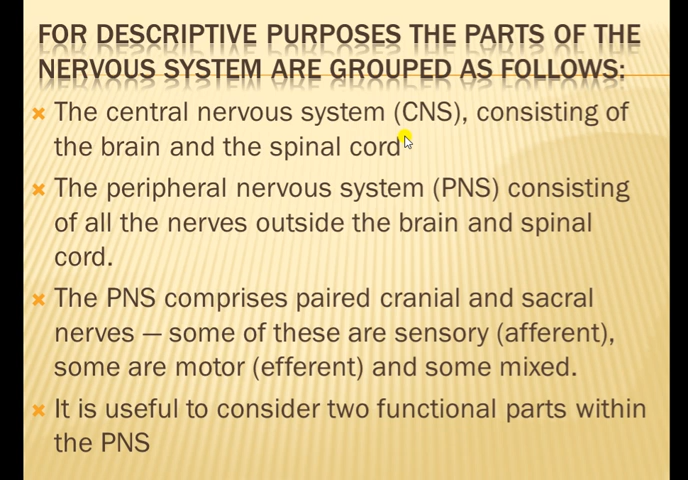 FOR DESCRIPTIVE PURPOSES THE PARTS OF THE
NERVOUS SYSTEM ARE GROUPED AS FOLLOWS:
The central nervous system (CNS), consisting of
the brain and the spinal cord
The peripheral nervous system (PNS) consisting
of all the nerves outside the brain and spinal
cord.
The PNS comprises paired cranial and sacral
nerves — some of these are sensory (afferent),
some are motor (efferent) and some mixed.
It is useful to consider two functional parts within
the PNS